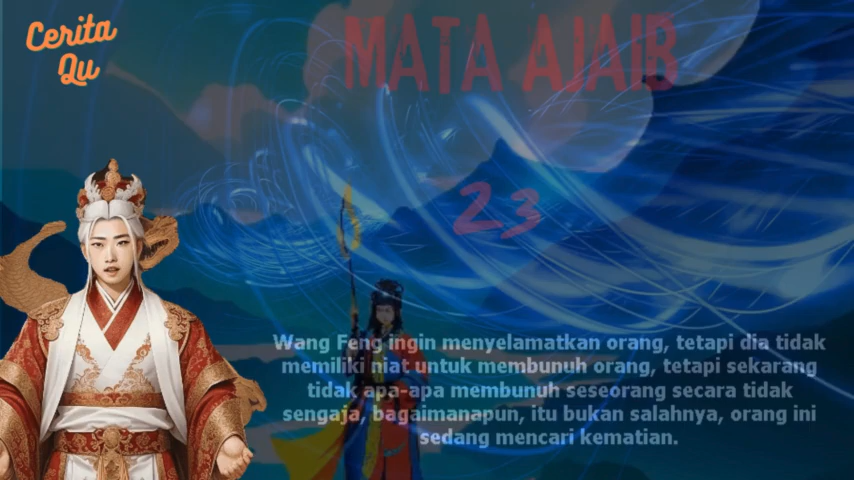 Cerita
Qu
MATA AJAIB
23
Wang Feng ingin menyelamatkan orang, tetapi dia tidak
memiliki niat untuk membunuh orang, tetapi sekarang
tidak apa-apa membunuh seseorang secara tidak
sengaja, bagaimanapun, itu bukan salahnya, orang ini
sedang mencari kematian.